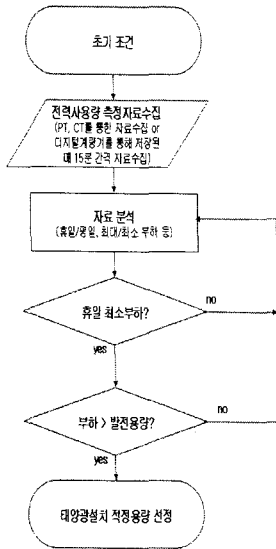 초기 조건
전력사용량 측정자료수집
(PT, CT를 통한 자료수집 or
디지털계량기를 통해 저장된
매 15분 간격 자료수집)
자료 분석
(휴일/평일, 최대/최소 부하 등)
휴일 최소부하?
no
yes
부하 > 발전용량?
no
yes
태양광설치 적정용량 선정